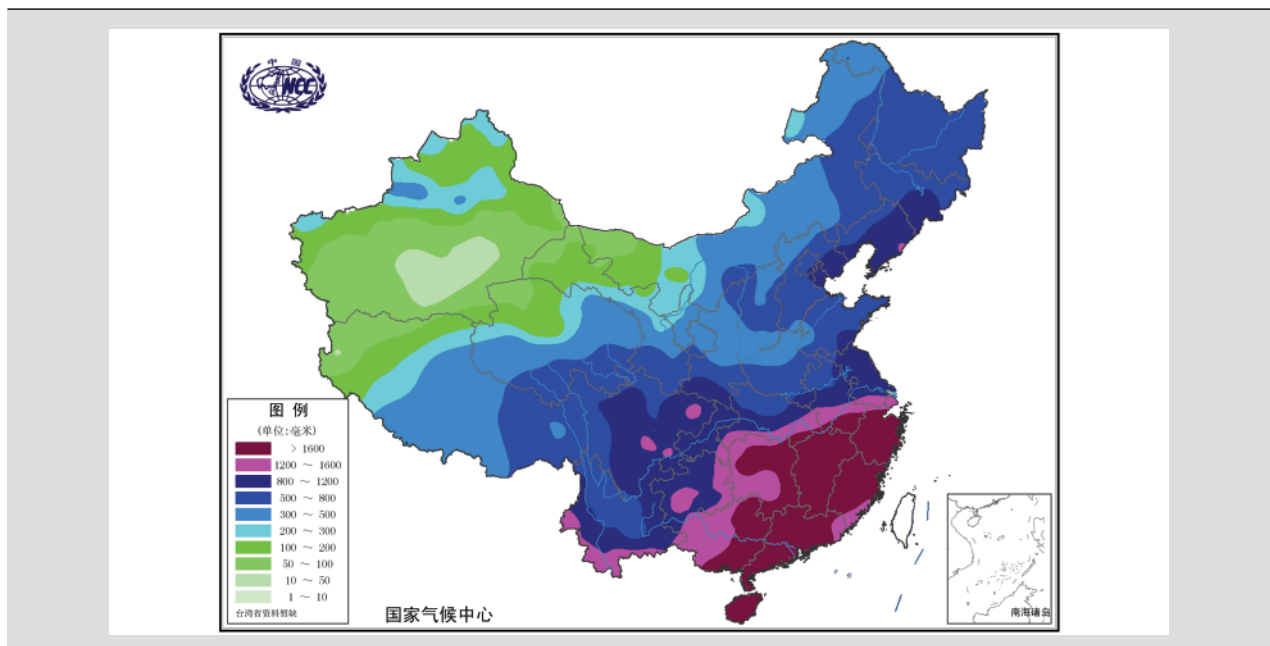 中 国
NCC
图 例
(单位:毫米)
> 1600
1200 ～ 1600
800 ～ 1200
500 ～ 800
300 ～ 500
200 ～ 300
100 ～ 200
50 ～ 100
10 ～ 50
1 ～ 10
台湾省资料暂缺
国家气候中心
南海诸岛